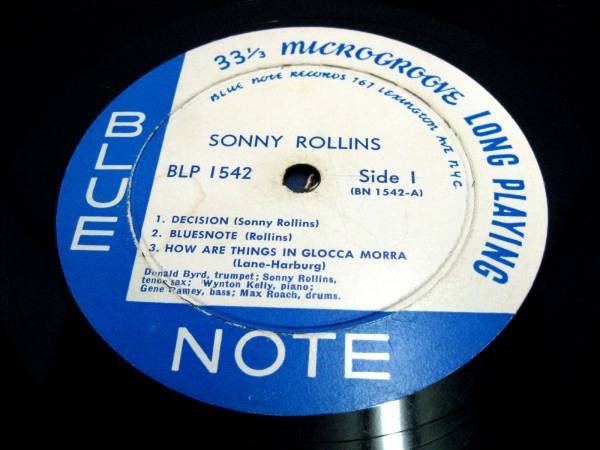 33⅓ MICROGROOVE LONG PLAYING
BLUE NOTE RECORDS 767 LEXINGTON AVE NYC
SONNY ROLLINS
BLP 1542
Side 1
(BN 1542-A)
1. DECISION (Sonny Rollins)
2. BLUESNOTE (Rollins)
3. HOW ARE THINGS IN GLOCCA MORRA
(Lane-Harburg)
Donald Byrd, trumpet; Sonny Rollins,
tenor sax; Wynton Kelly, piano;
Gene Ramey, bass; Max Roach, drums.
BLUE
NOTE